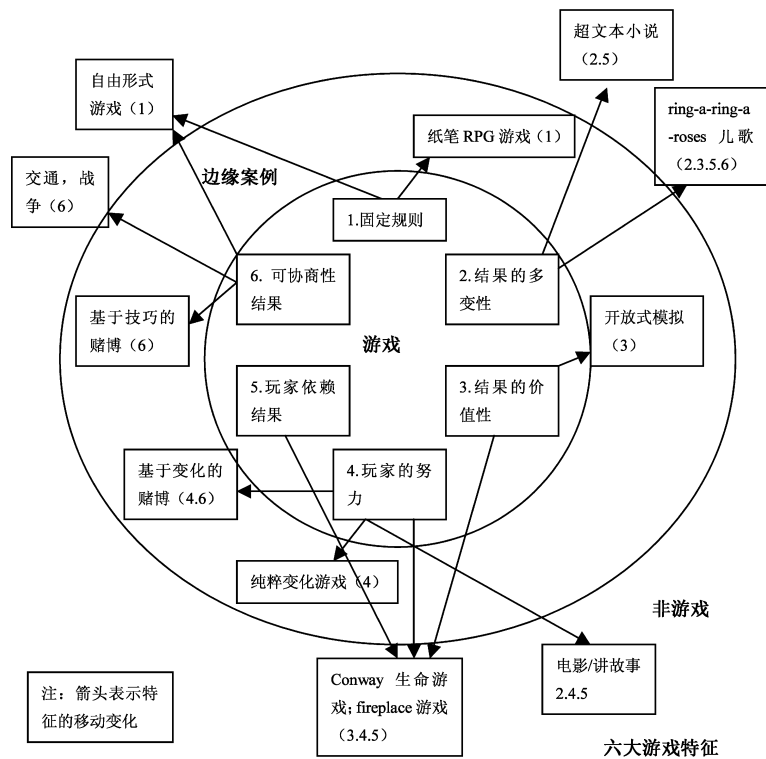 超文本小说
（2.5）
自由形式
游戏（1）
ring-a-ring-a
-roses 儿歌
（2.3.5.6）
纸笔 RPG 游戏（1）
边缘案例
交通，战
争（6）
1.固定规则
6. 可协商性
结果
2.结果的多
变性
基于技巧的
赌博（6）
开放式模拟
（3）
游戏
5.玩家依赖
结果
3.结果的价
值性
基于变化的
赌博（4.6）
4.玩家的努
力
纯粹变化游戏（4）
非游戏
电影/讲故事
2.4.5
Conway 生命游
戏；fireplace 游戏
（3.4.5）
注：箭头表示特
征的移动变化
六大游戏特征